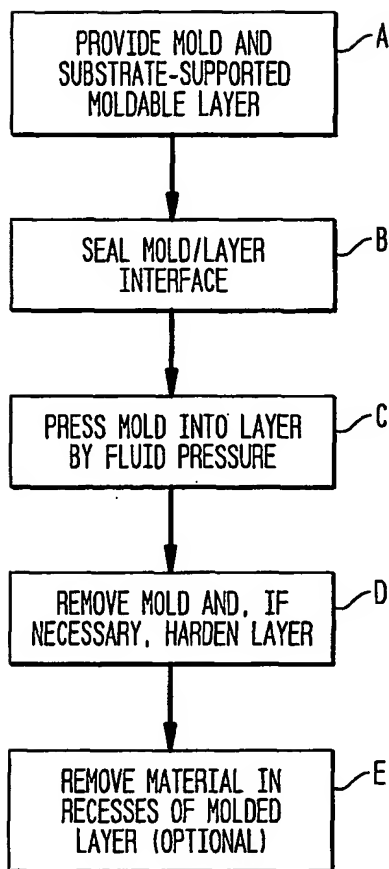 PROVIDE MOLD AND
SUBSTRATE-SUPPORTED
MOLDABLE LAYER
A
SEAL MOLD/LAYER
INTERFACE
B
PRESS MOLD INTO LAYER
BY FLUID PRESSURE
C
REMOVE MOLD AND, IF
NECESSARY, HARDEN LAYER
D
REMOVE MATERIAL IN
RECESSES OF MOLDED
LAYER (OPTIONAL)
E